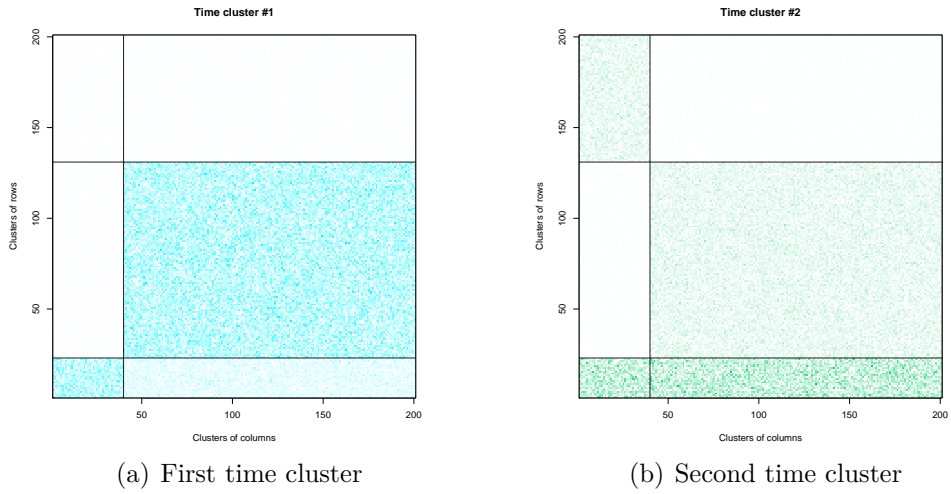 Time cluster #1
200
150
100
50
Clusters of rows
50 100 150 200
Clusters of columns
(a) First time cluster
Time cluster #2
200
150
100
50
Clusters of rows
50 100 150 200
Clusters of columns
(b) Second time cluster